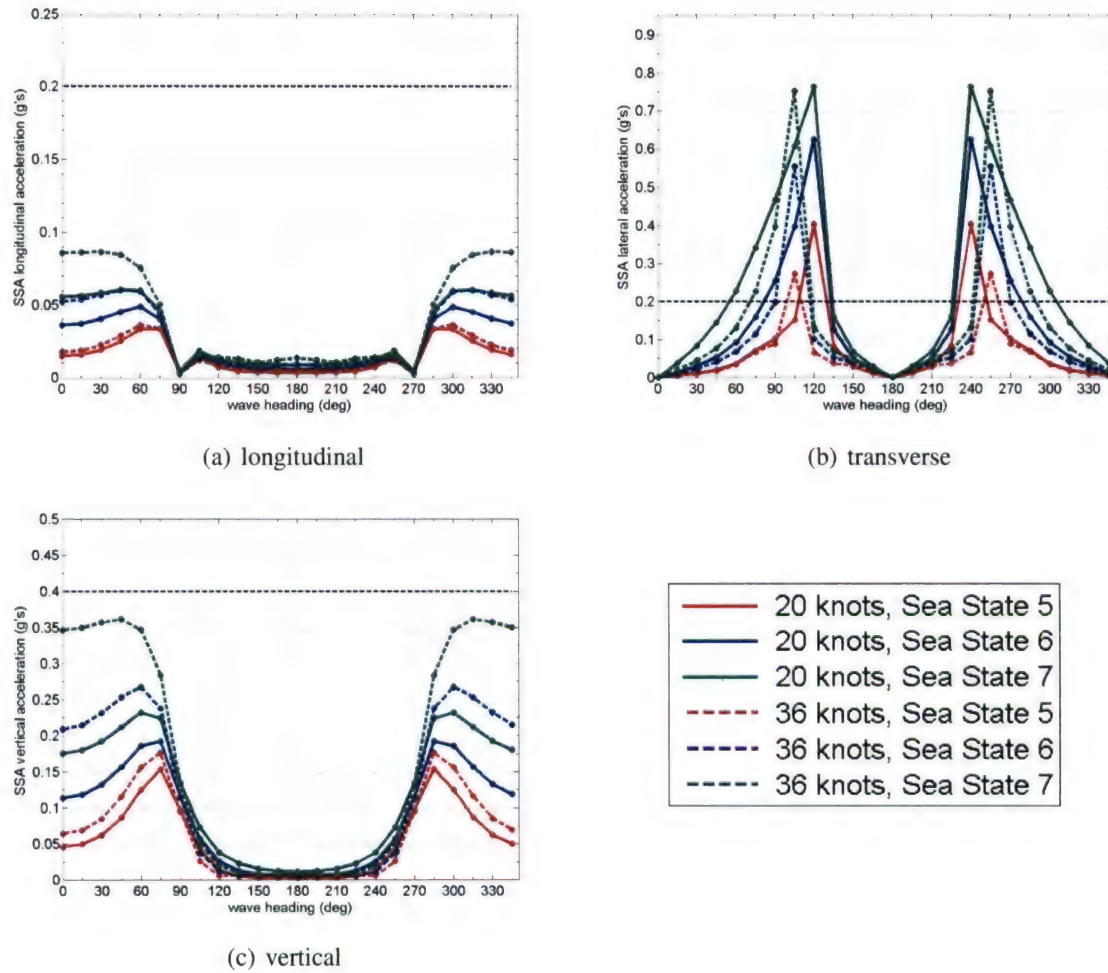 0.25
0.2
0.15
0.1
0.05
0
SSA longitudinal acceleration (g's)
0 30 60 90 120 150 180 210 240 270 300 330
wave heading (deg)
(a) longitudinal
0.9
0.8
0.7
0.6
0.5
0.4
0.3
0.2
0.1
0
SSA lateral acceleration (g's)
0 30 60 90 120 150 180 210 240 270 300 330
wave heading (deg)
(b) transverse
0.5
0.45
0.4
0.35
0.3
0.25
0.2
0.15
0.1
0.05
0
SSA vertical acceleration (g's)
0 30 60 90 120 150 180 210 240 270 300 330
wave heading (deg)
(c) vertical
20 knots, Sea State 5
20 knots, Sea State 6
20 knots, Sea State 7
36 knots, Sea State 5
36 knots, Sea State 6
36 knots, Sea State 7